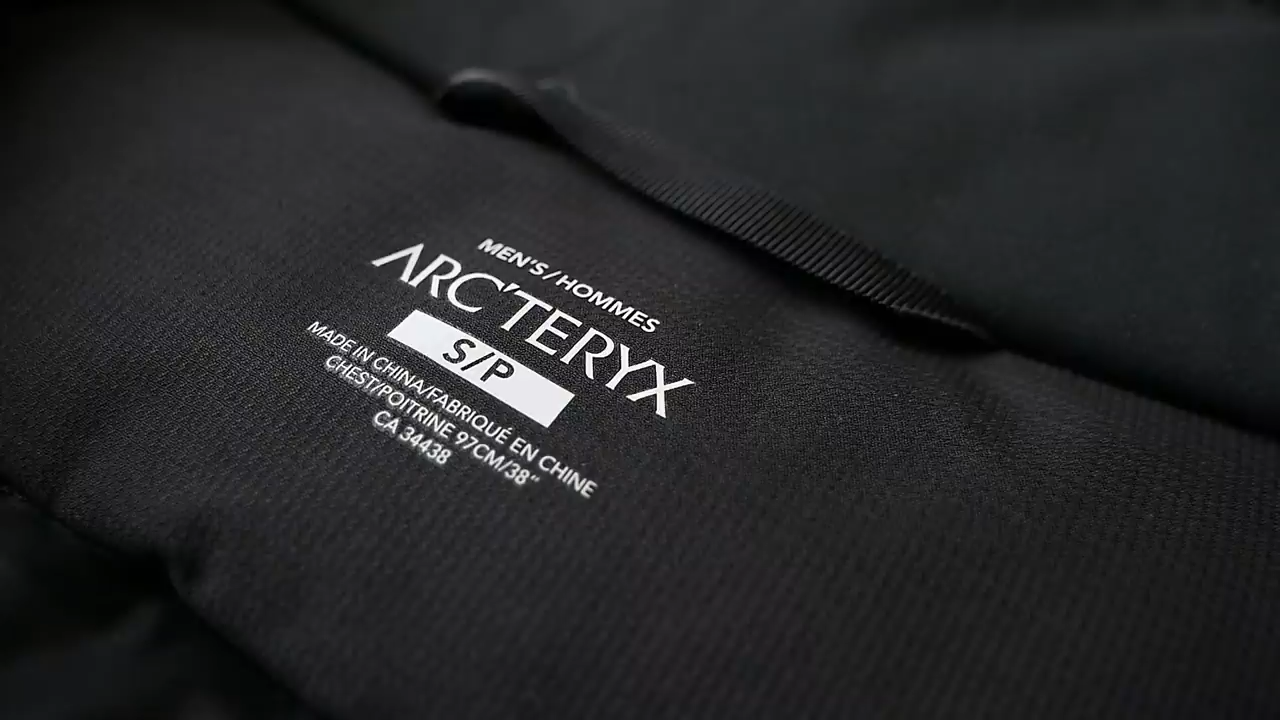 MEN'S/HOMMES
ARC'TERYX
S/P
MADE IN CHINA/FABRIQUÉ EN CHINE
CHEST/POITRINE 97CM/38"
CA 34438